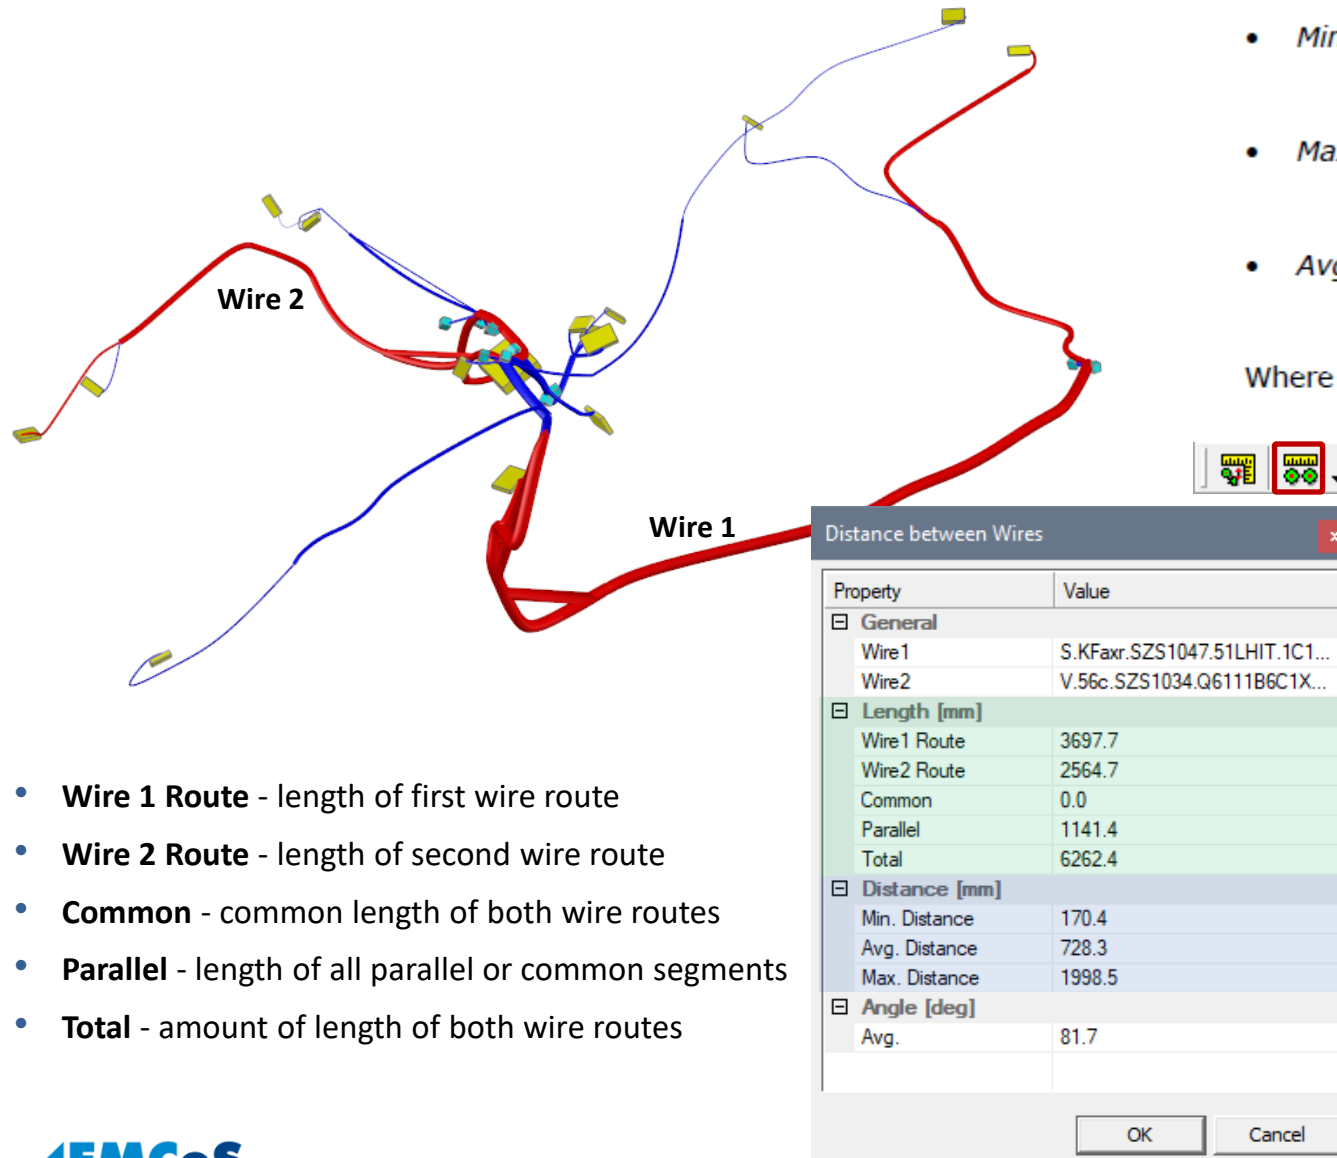 Wire 2
Wire 1
Where
Distance between Wires
x
Property Value
General
Wire1 S.KFaxr.SZS1047.51LHIT.1C1...
Wire2 V.56c.SZS1034.Q6111B6C1X...
Length [mm]
Wire1 Route 3697.7
Wire2 Route 2564.7
Common 0.0
Parallel 1141.4
Total 6262.4
Distance [mm]
Min. Distance 170.4
Avg. Distance 728.3
Max. Distance 1998.5
Angle [deg]
Avg. 81.7
OK Cancel
• Wire 1 Route - length of first wire route
• Wire 2 Route - length of second wire route
• Common - common length of both wire routes
• Parallel - length of all parallel or common segments
• Total - amount of length of both wire routes
EMCoS